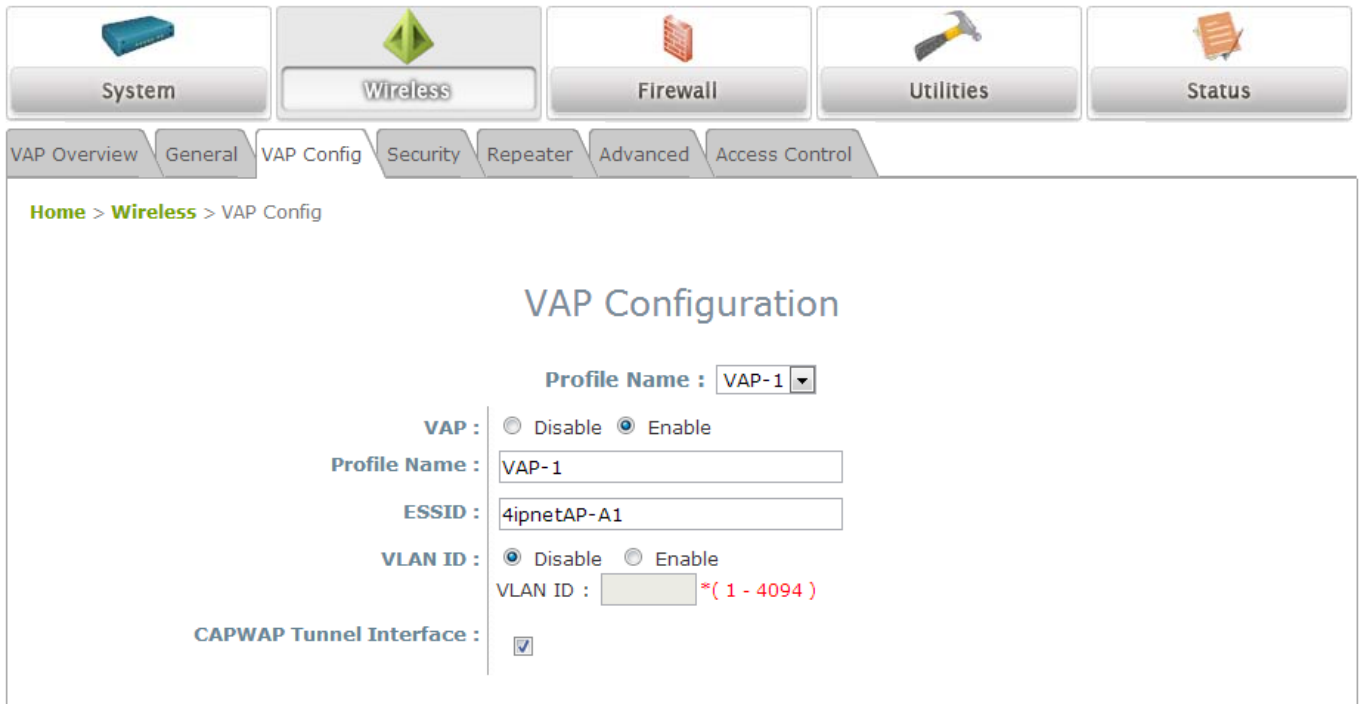 System Wireless Firewall Utilities Status
VAP Overview General VAP Config Security Repeater Advanced Access Control
Home > Wireless > VAP Config
VAP Configuration
Profile Name : VAP-1
VAP : Disable Enable
Profile Name : VAP-1
ESSID : 4ipnetAP-A1
VLAN ID : Disable Enable
VLAN ID : *( 1 - 4094 )
CAPWAP Tunnel Interface :